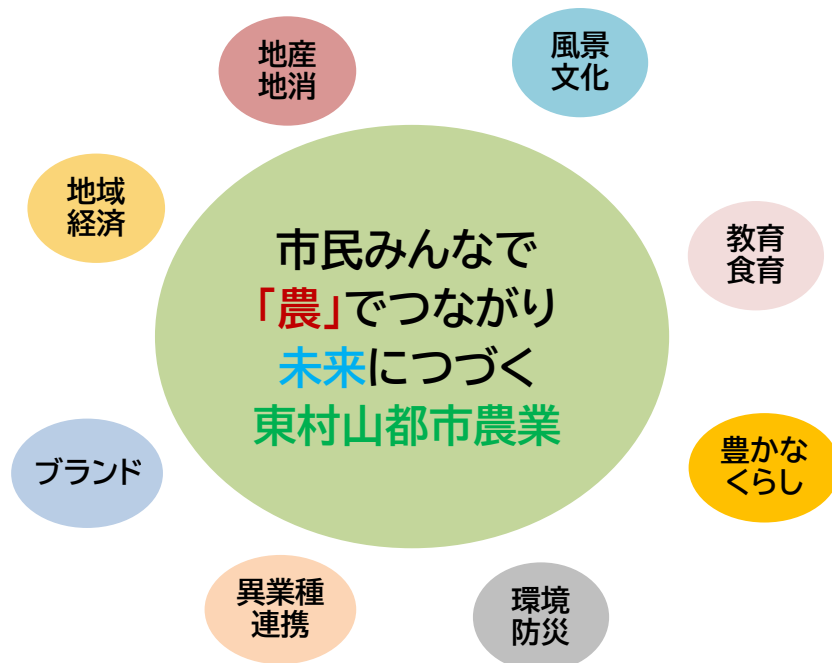 地産
地消
風景
文化
地域
経済
教育
食育
市民みんなで
「農」でつながり
未来につづく
東村山都市農業
ブランド
豊かな
くらし
異業種
連携
環境
防災